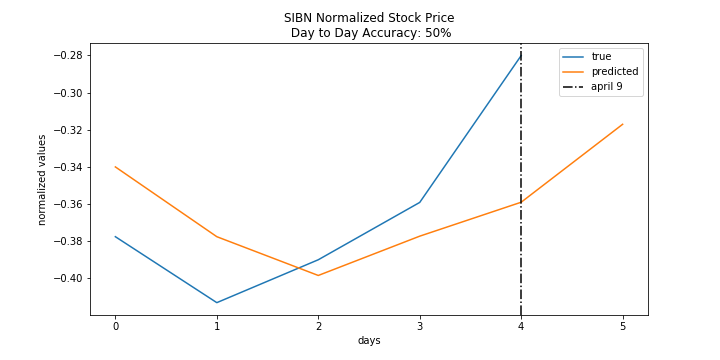 SIBN Normalized Stock Price
Day to Day Accuracy: 50%
true
predicted
april 9
normalized values
−0.28
−0.30
−0.32
−0.34
−0.36
−0.38
−0.40
0 1 2 3 4 5
days